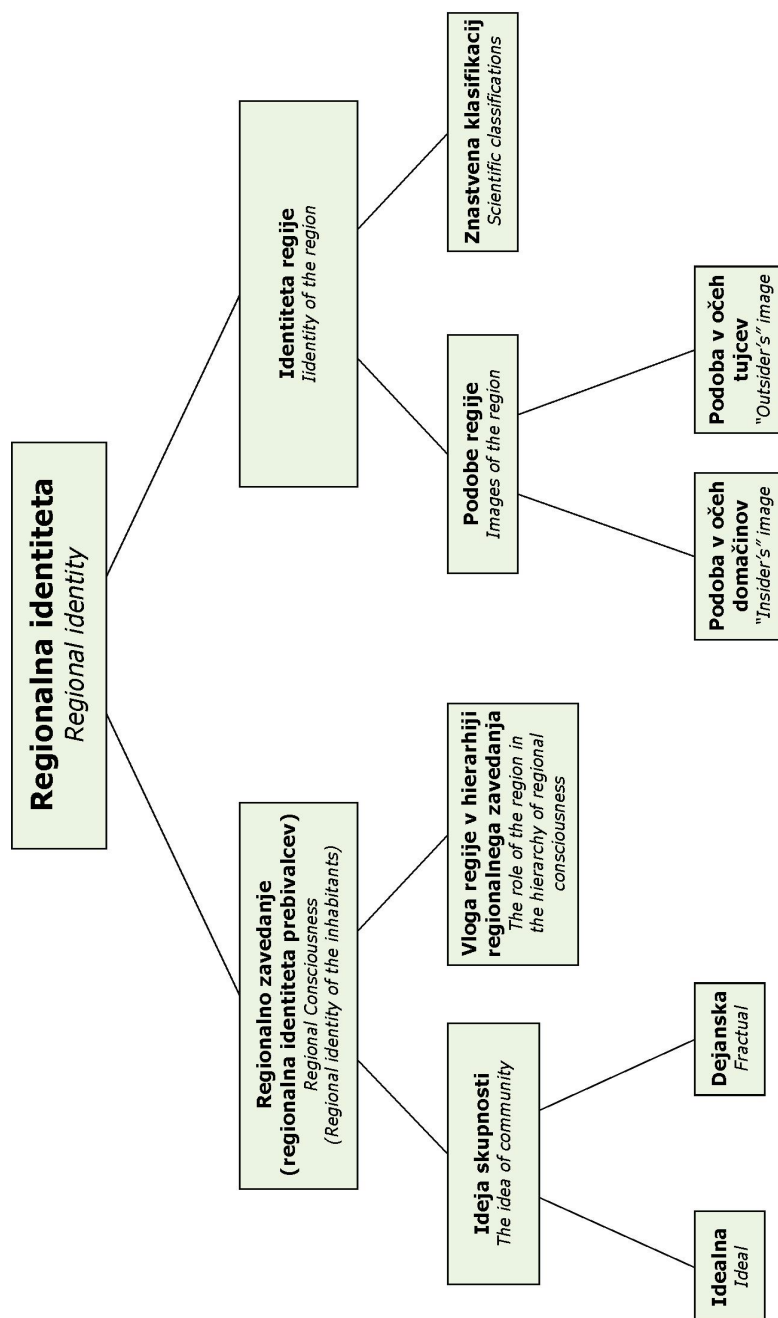 Regionalna identiteta
Regional identity
Regionalno zavedanje
(regionalna identiteta prebivalcev)
Regional Consciousness
(Regional identity of the inhabitants)
Identiteta regije
Iidentity of the region
Ideja skupnosti
The idea of community
Vloga regije v hierarhiji
regionalnega zavedanja
The role of the region in
the hierarchy of regional
consciousness
Podobe regije
Images of the region
Znastvena klasifikacij
Scientific classifications
Idealna
Ideal
Dejanska
Fractual
Podoba v očeh
domačinov
"Insider's" image
Podoba v očeh
tujcev
"Outsider's" image